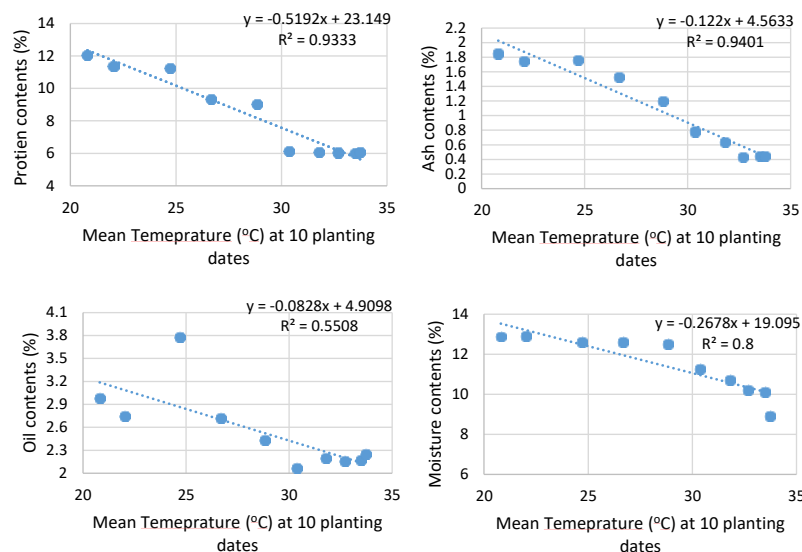 y = -0.5192x + 23.149
R² = 0.9333
Protien contents (%)
14
12
10
8
6
4
20 25 30 35
Mean Temeprature (°C) at 10 planting
dates
y = -0.122x + 4.5633
R² = 0.9401
Ash contents (%)
2.2
2
1.8
1.6
1.4
1.2
1
0.8
0.6
0.4
0.2
0
20 25 30 35
Mean Temeprature (°C) at 10 planting
dates
y = -0.0828x + 4.9098
R² = 0.5508
Oil contents (%)
4.1
3.8
3.5
3.2
2.9
2.6
2.3
2
20 25 30 35
Mean Temeprature (°C) at 10 planting
dates
y = -0.2678x + 19.095
R² = 0.8
Moisture contents (%)
14
12
10
8
6
20 25 30 35
Mean Temeprature (°C) at 10 planting
dates